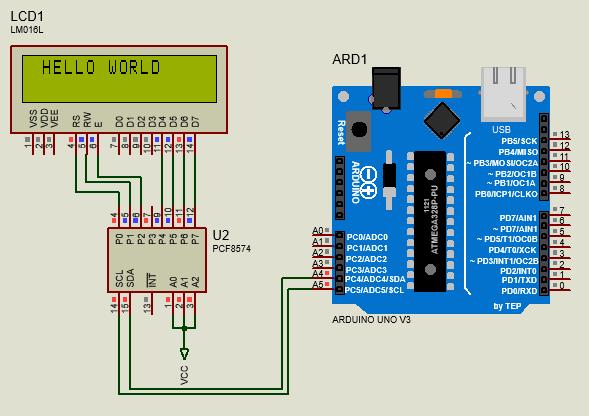 LCD1
LM016L
HELLO WORLD
VSS VDD VEE RS RW E D0 D1 D2 D3 D4 D5 D6 D7
1 2 3 4 5 6 7 8 9 10 11 12 13 14
4 5 6 7 9 10 11 12
P0 P1 P2 P3 P4 P5 P6 P7
U2
PCF8574
SCL SDA INT A0 A1 A2
14 15 13 1 2 3
VCC
ARD1
Reset
USB
ARDUINO
1121
ATMEGA328P-PU
PB5/SCK 13
PB4/MISO 12
~ PB3/MOSI/OC2A 11
~ PB2/OC1B 10
~ PB1/OC1A 9
PB0/ICP1/CLKO 8
PD7/AIN1 7
~ PD7/AIN1 6
~ PD5/T1/OC0B 5
PD4/T0/XCK 4
~ PD3/INT1/OC2B 3
PD2/INT0 2
PD1/TXD 1
PD0/RXD 0
A0 PC0/ADC0
A1 PC1/ADC1
A2 PC2/ADC2
A3 PC3/ADC3
A4 PC4/ADC4/SDA
A5 PC5/ADC5/SCL
by TEP
ARDUINO UNO V3